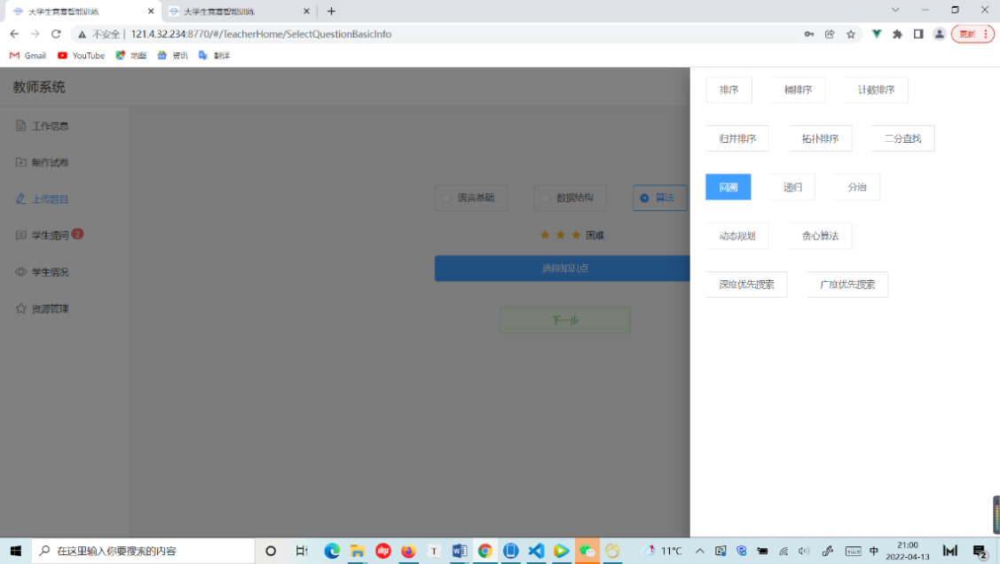 大学生竞赛智能训练
大学生竞赛智能训练
不安全 | 121.4.32.234:8770/#/TeacherHome/SelectQuestionBasicInfo
更新
Gmail YouTube 地图 资讯 翻译
教师系统
工作信息
制作试卷
上传题目
学生提问 2
学生情况
资源管理
语言基础 数据结构 算法
困难
选择知识点
下一步
排序 桶排序 计数排序
归并排序 拓扑排序 二分查找
回溯 递归 分治
动态规划 贪心算法
深度优先搜索 广度优先搜索
在这里输入你要搜索的内容
11°C
中
21:00
2022-04-13
2